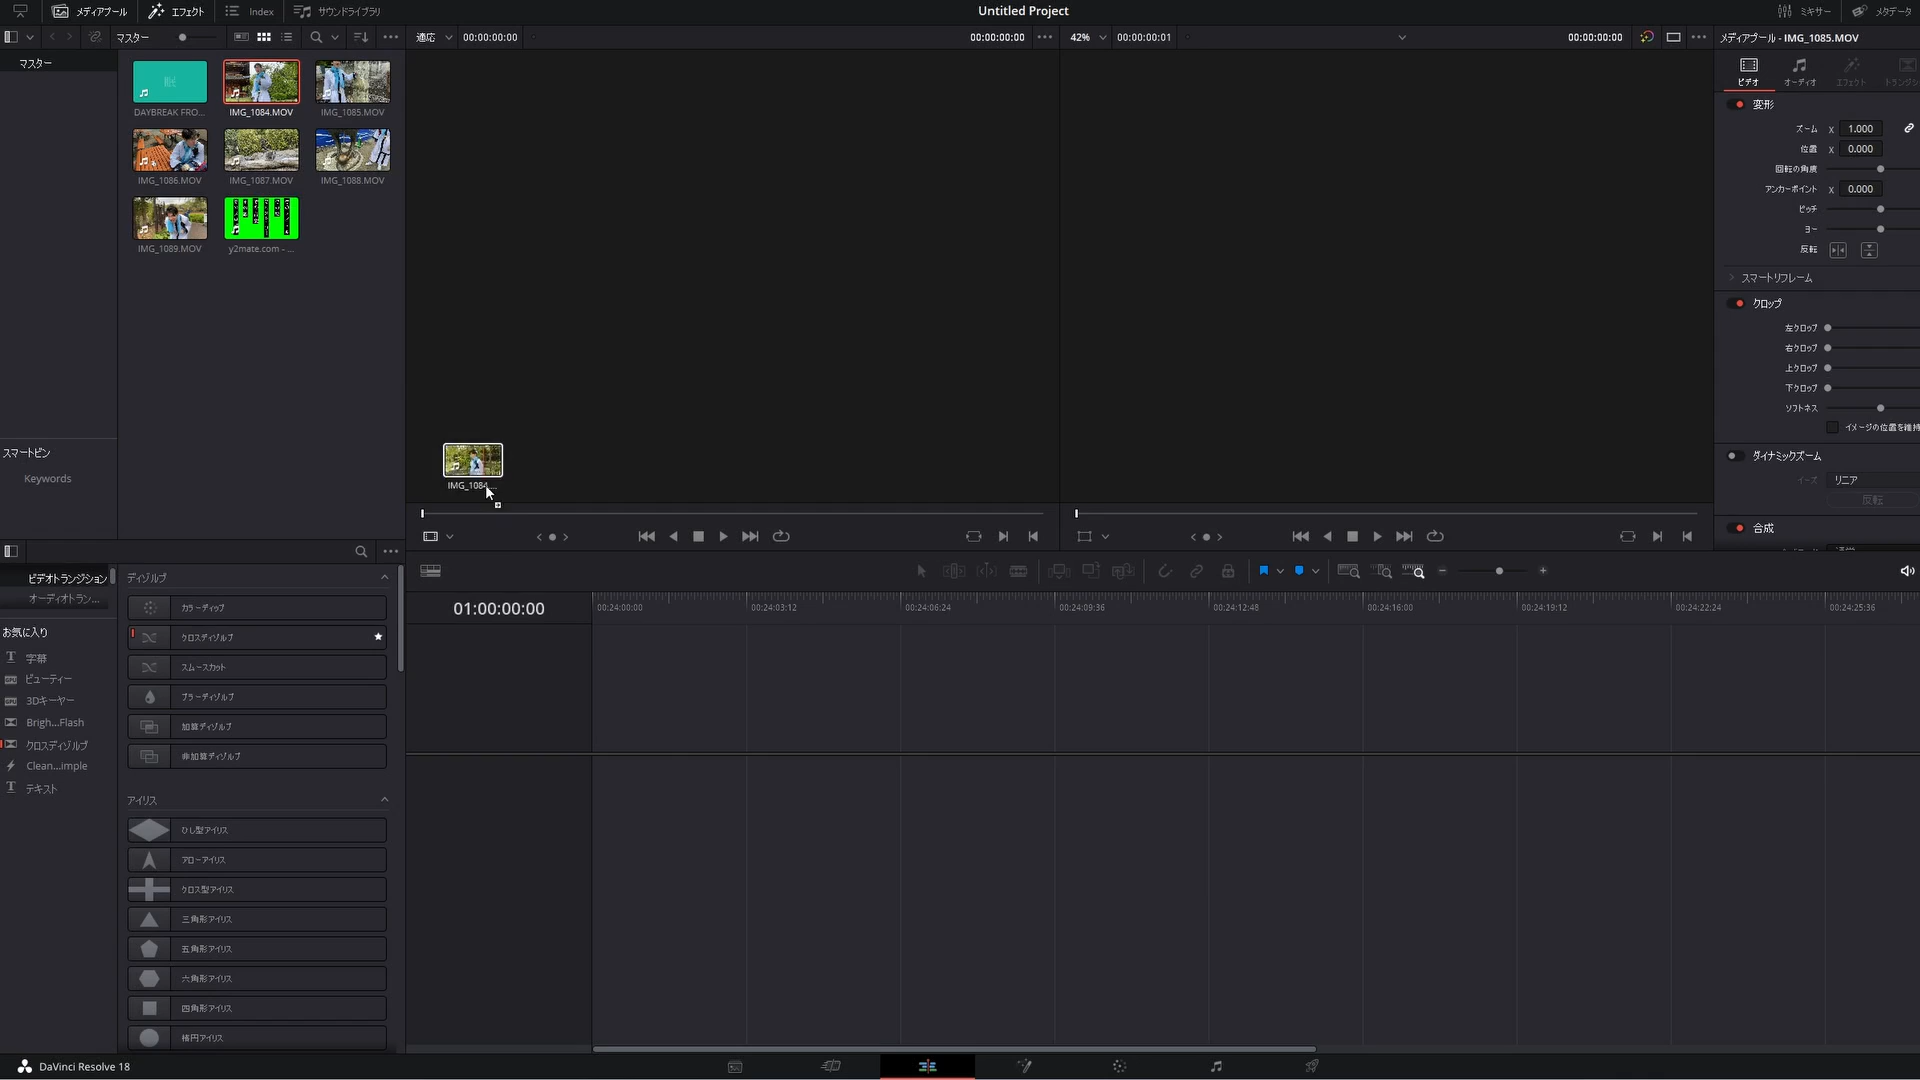 メディアプール
エフェクト
Index
サウンドライブラリ
Untitled Project
ミキサー
メタデータ
マスター
適応
00:00:00:00
00:00:00:00
42%
00:00:00:01
00:00:00:00
メディアプール - IMG_1085.MOV
マスター
DAYBREAK FRO...
IMG_1084.MOV
IMG_1085.MOV
IMG_1086.MOV
IMG_1087.MOV
IMG_1088.MOV
IMG_1089.MOV
y2mate.com - ...
ビデオ
オーディオ
エフェクト
トランジシ
変形
ズーム X 1.000
位置 X 0.000
回転の角度
アンカーポイント X 0.000
ピッチ
ヨー
反転
スマートリフレーム
クロップ
左クロップ
右クロップ
上クロップ
下クロップ
ソフトネス
イメージの位置を維持
ダイナミックズーム
イーズ リニア
反転
合成
IMG_1084...
スマートビン
Keywords
ビデオトランジション
オーディオトラン...
お気に入り
字幕
ビューティー
3Dキーヤー
Brigh...Flash
クロスディゾルブ
Clean...imple
テキスト
ディゾルブ
カラーディップ
クロスディゾルブ
スムースカット
ブラーディゾルブ
加算ディゾルブ
非加算ディゾルブ
アイリス
ひし型アイリス
アローアイリス
クロス型アイリス
三角形アイリス
五角形アイリス
六角形アイリス
四角形アイリス
楕円アイリス
01:00:00:00
00:24:00:00
00:24:03:12
00:24:06:24
00:24:09:36
00:24:12:48
00:24:16:00
00:24:19:12
00:24:22:24
00:24:25:36
DaVinci Resolve 18